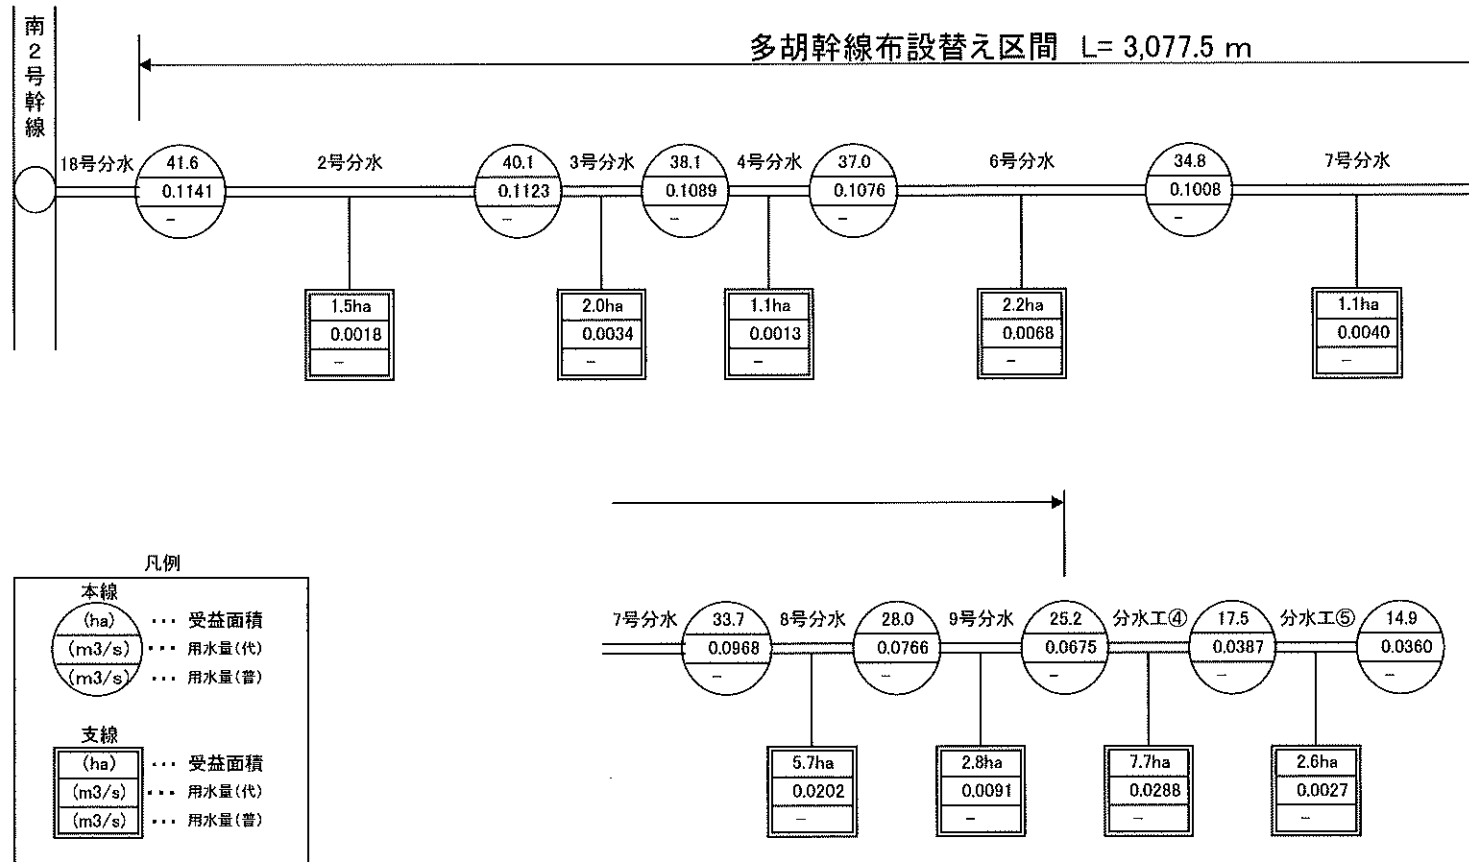 南2号幹線
多胡幹線布設替え区間 L= 3,077.5 m
18号分水
41.6
0.1141
-
2号分水
40.1
0.1123
-
3号分水
38.1
0.1089
-
4号分水
37.0
0.1076
-
6号分水
34.8
0.1008
-
7号分水
1.5ha
0.0018
-
2.0ha
0.0034
-
1.1ha
0.0013
-
2.2ha
0.0068
-
1.1ha
0.0040
-
7号分水
33.7
0.0968
-
8号分水
28.0
0.0766
-
9号分水
25.2
0.0675
-
分水工④
17.5
0.0387
-
分水工⑤
14.9
0.0360
-
5.7ha
0.0202
-
2.8ha
0.0091
-
7.7ha
0.0288
-
2.6ha
0.0027
-
凡例
本線
(ha) ··· 受益面積
(m3/s) ··· 用水量(代)
(m3/s) ··· 用水量(普)
支線
(ha) ··· 受益面積
(m3/s) ··· 用水量(代)
(m3/s) ··· 用水量(普)